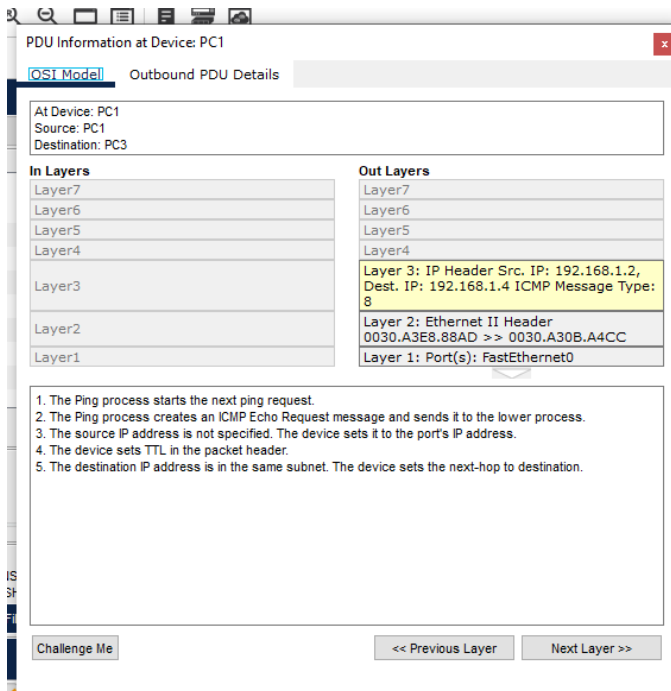 PDU Information at Device: PC1
x
OSI Model
Outbound PDU Details
At Device: PC1
Source: PC1
Destination: PC3
In Layers
Layer7
Layer6
Layer5
Layer4
Layer3
Layer2
Layer1
Out Layers
Layer7
Layer6
Layer5
Layer4
Layer 3: IP Header Src. IP: 192.168.1.2,
Dest. IP: 192.168.1.4 ICMP Message Type:
8
Layer 2: Ethernet II Header
0030.A3E8.88AD >> 0030.A30B.A4CC
Layer 1: Port(s): FastEthernet0
1. The Ping process starts the next ping request.
2. The Ping process creates an ICMP Echo Request message and sends it to the lower process.
3. The source IP address is not specified. The device sets it to the port's IP address.
4. The device sets TTL in the packet header.
5. The destination IP address is in the same subnet. The device sets the next-hop to destination.
Challenge Me
<< Previous Layer
Next Layer >>